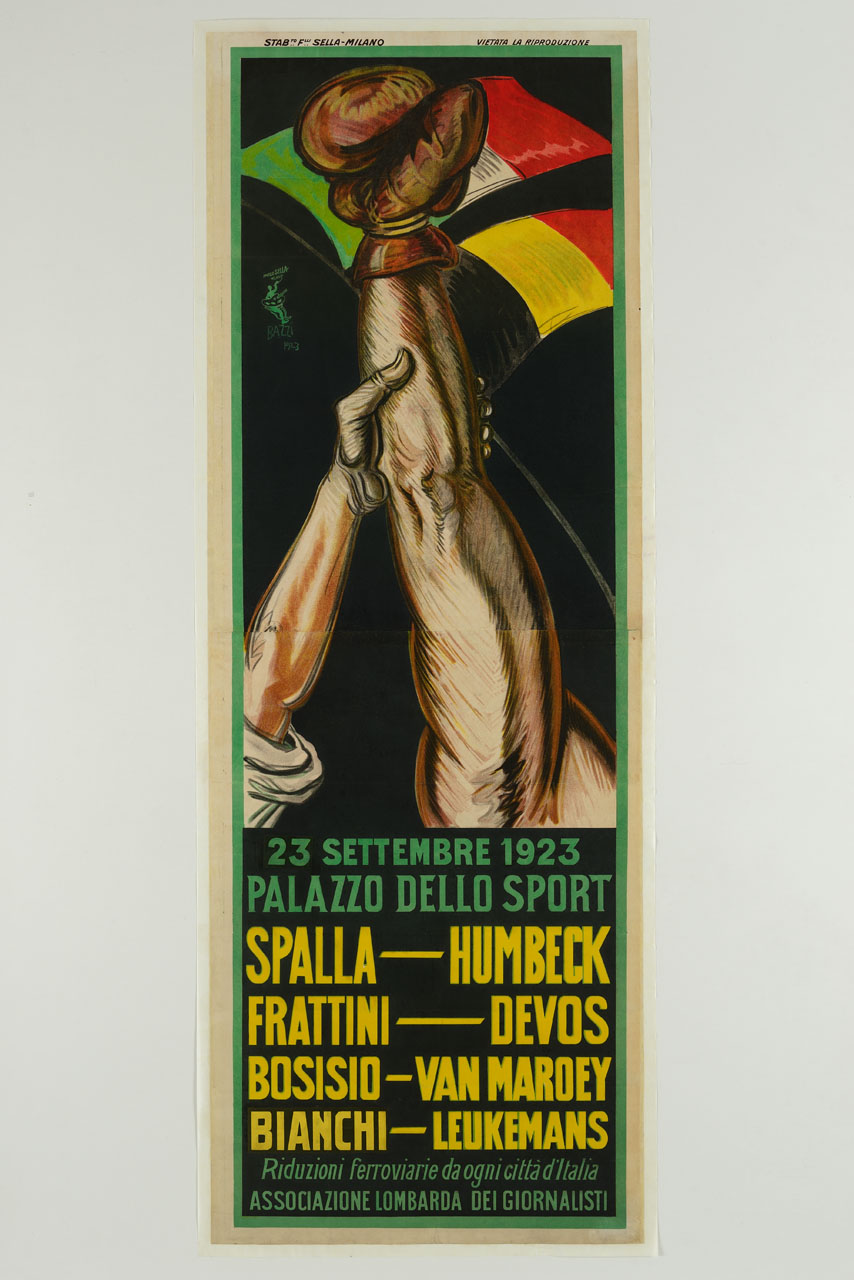 STAB.TO F.LLI SELLA-MILANO
VIETATA LA RIPRODUZIONE
BAZZI
1923
23 SETTEMBRE 1923
PALAZZO DELLO SPORT
SPALLA — HUMBECK
FRATTINI — DEVOS
BOSISIO — VAN MAROEY
BIANCHI — LEUKEMANS
Riduzioni ferroviarie da ogni città d'Italia
ASSOCIAZIONE LOMBARDA DEI GIORNALISTI